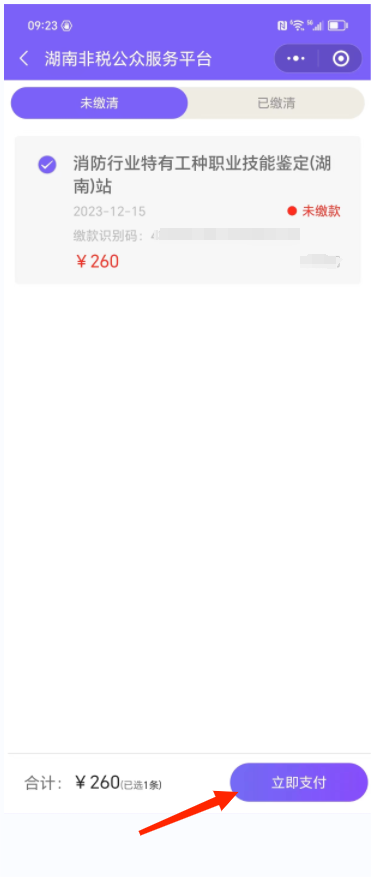 09:23
湖南非税公众服务平台
未缴清
已缴清
消防行业特有工种职业技能鉴定(湖
南)站
2023-12-15
未缴款
缴款识别码：
￥260
合计：￥260(已选1条)
立即支付